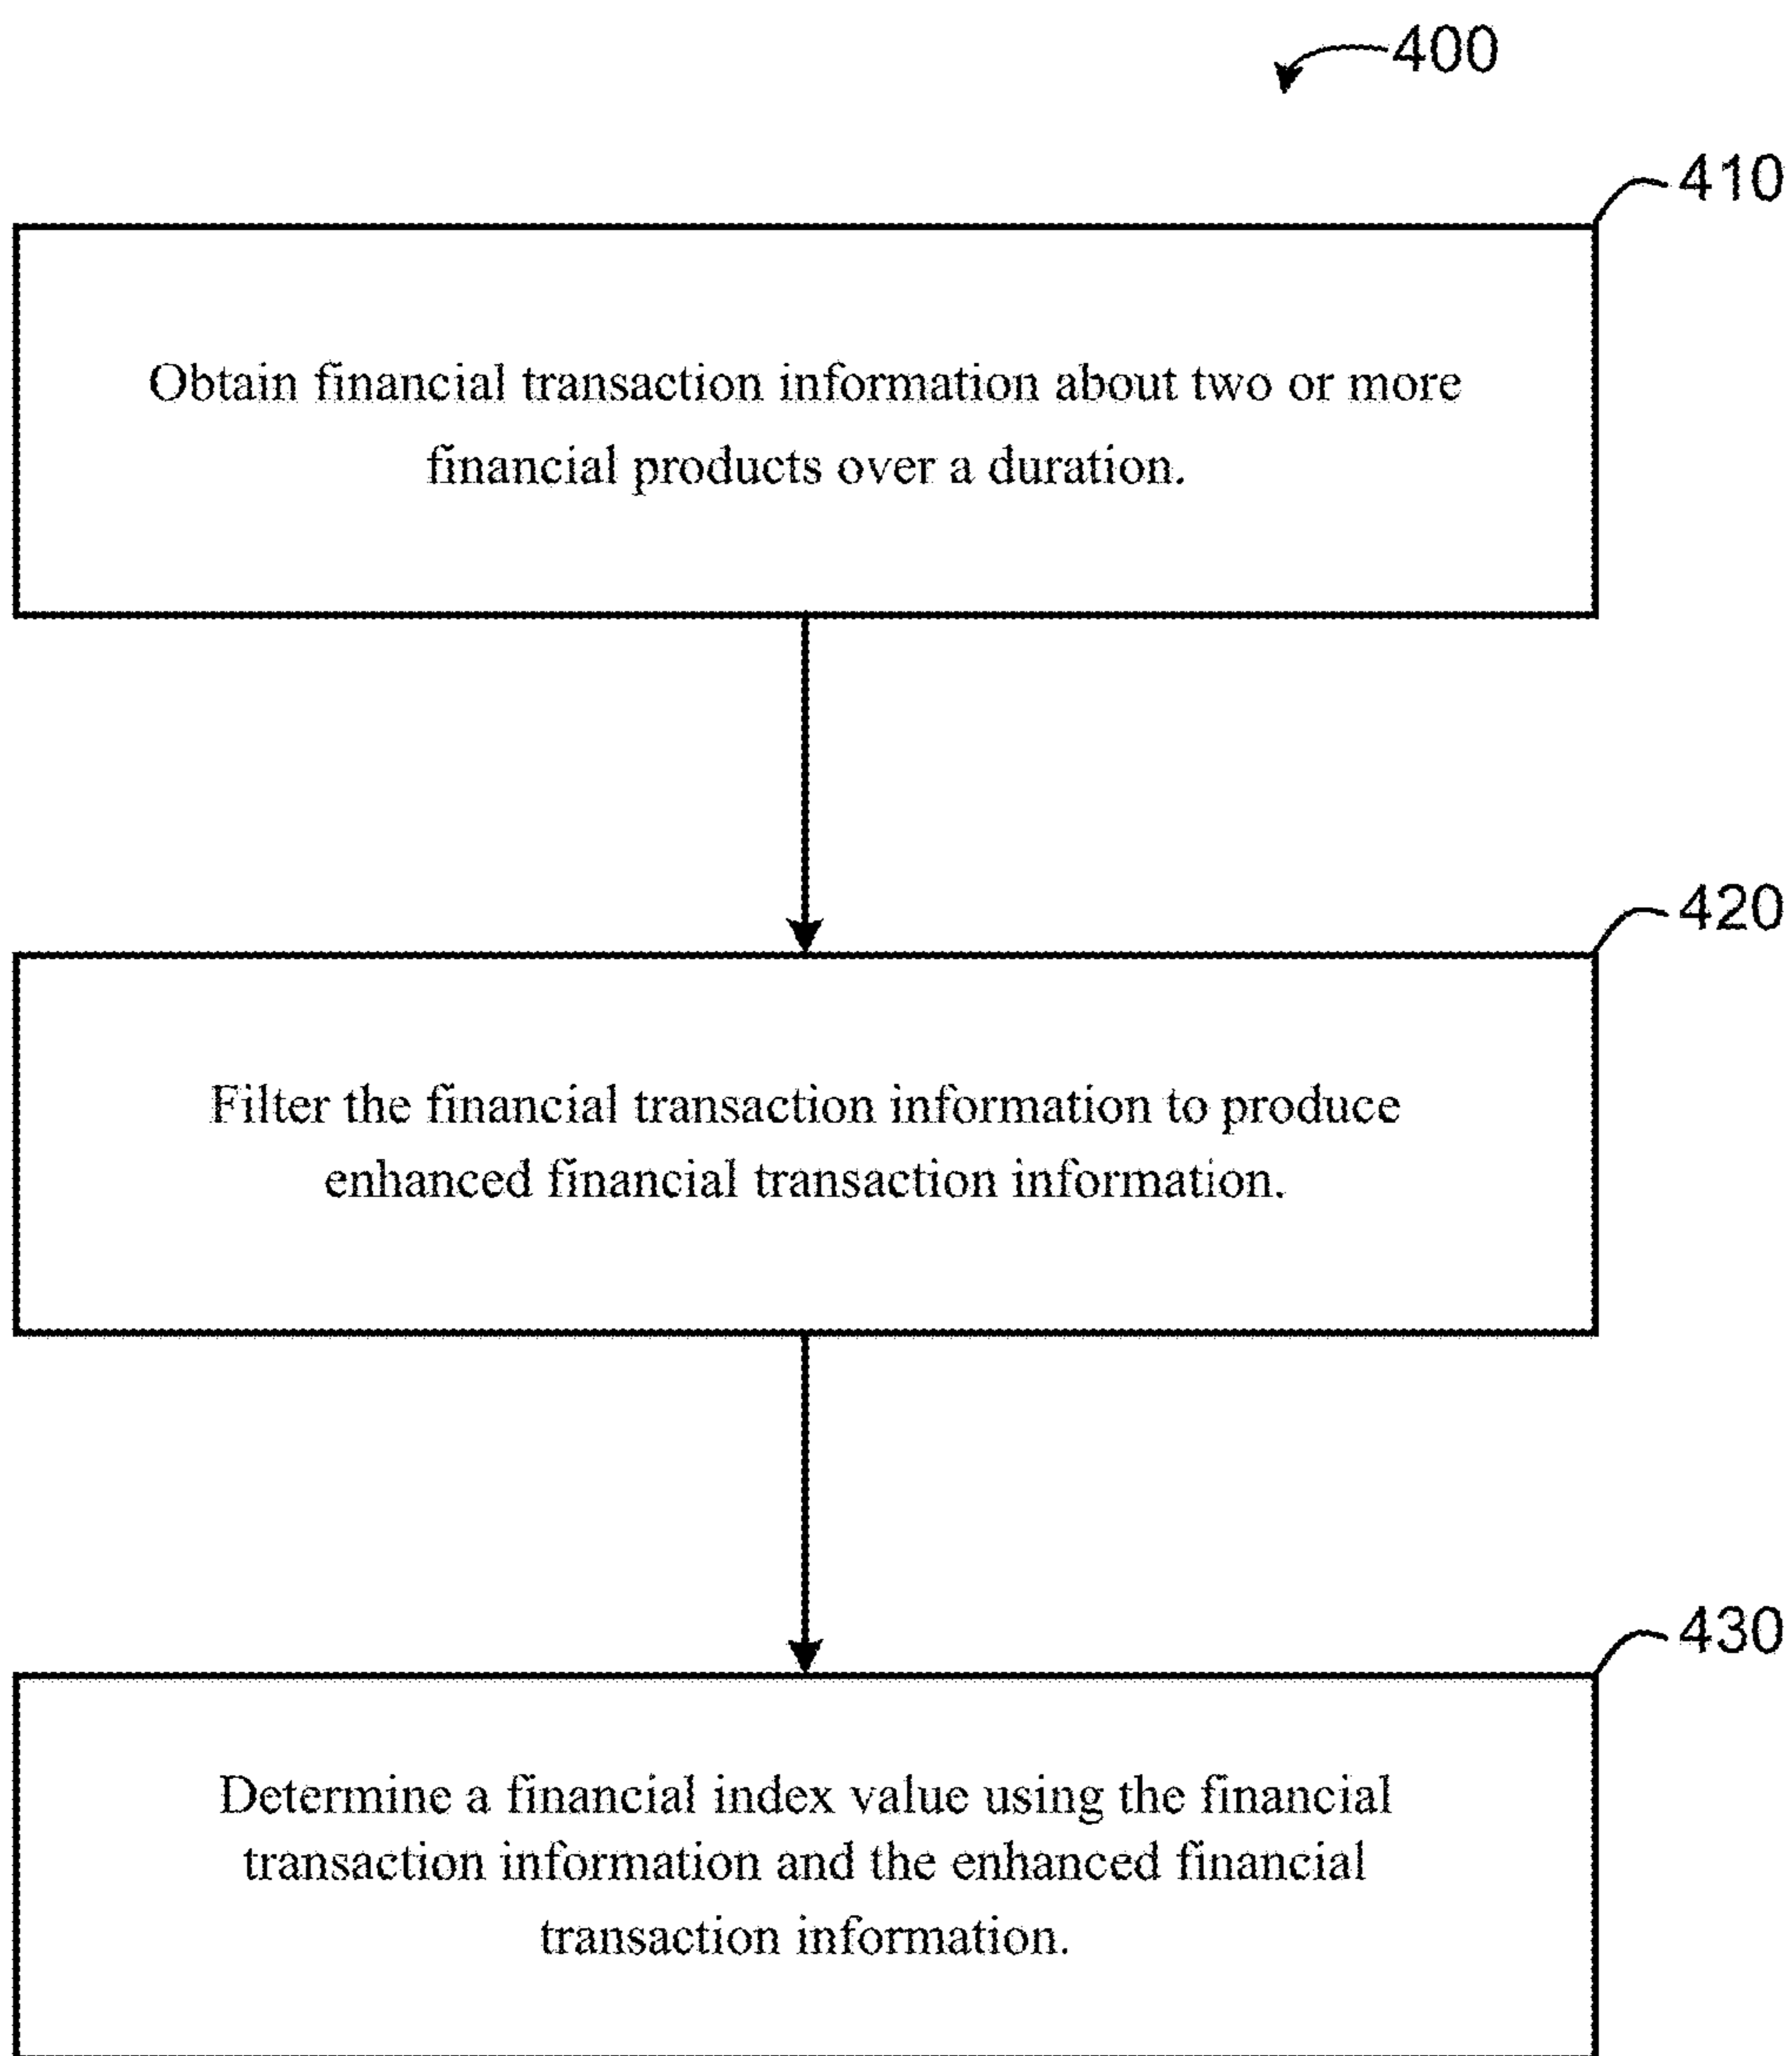 400
410
Obtain financial transaction information about two or more
financial products over a duration.
420
Filter the financial transaction information to produce
enhanced financial transaction information.
430
Determine a financial index value using the financial
transaction information and the enhanced financial
transaction information.